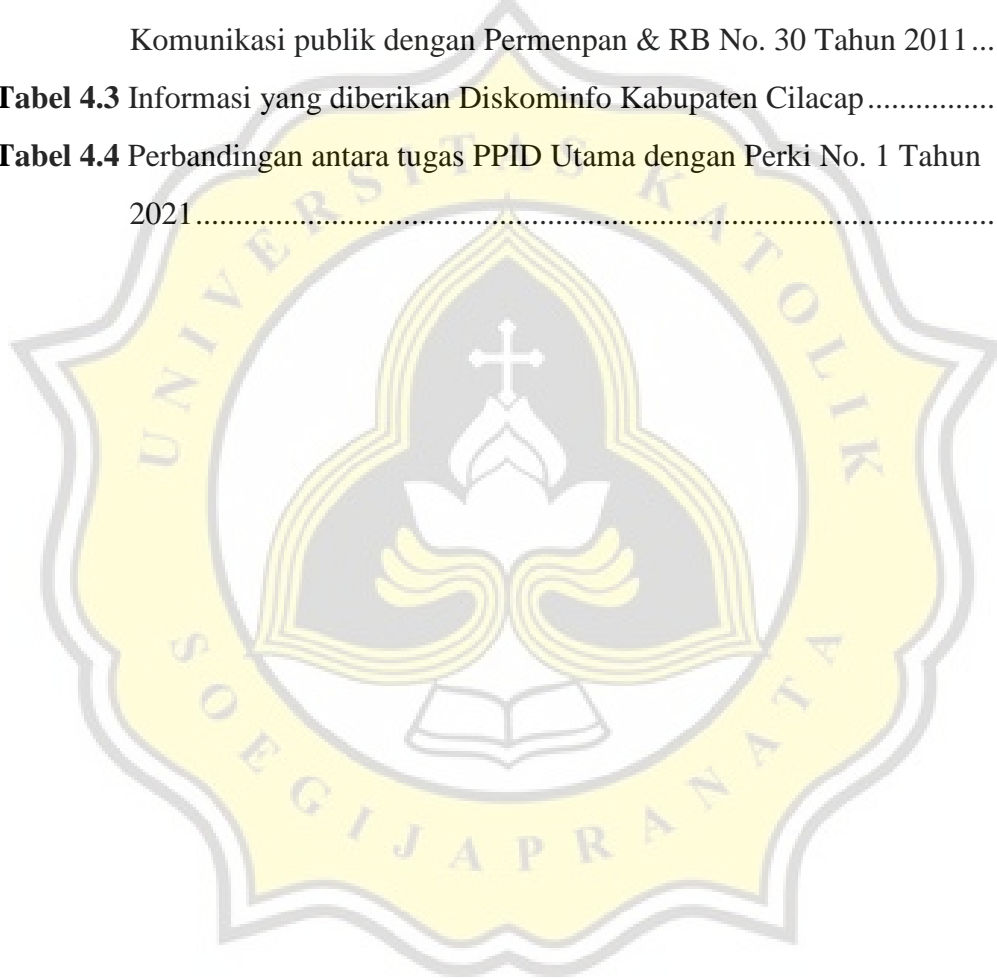 Komunikasi publik dengan Permenpan & RB No. 30 Tahun 2011...
Tabel 4.3 Informasi yang diberikan Diskominfo Kabupaten Cilacap................
Tabel 4.4 Perbandingan antara tugas PPID Utama dengan Perki No. 1 Tahun
2021.....................................................................................................
UNIVERSITAS KATOLIK
SOEGIJAPRANATA